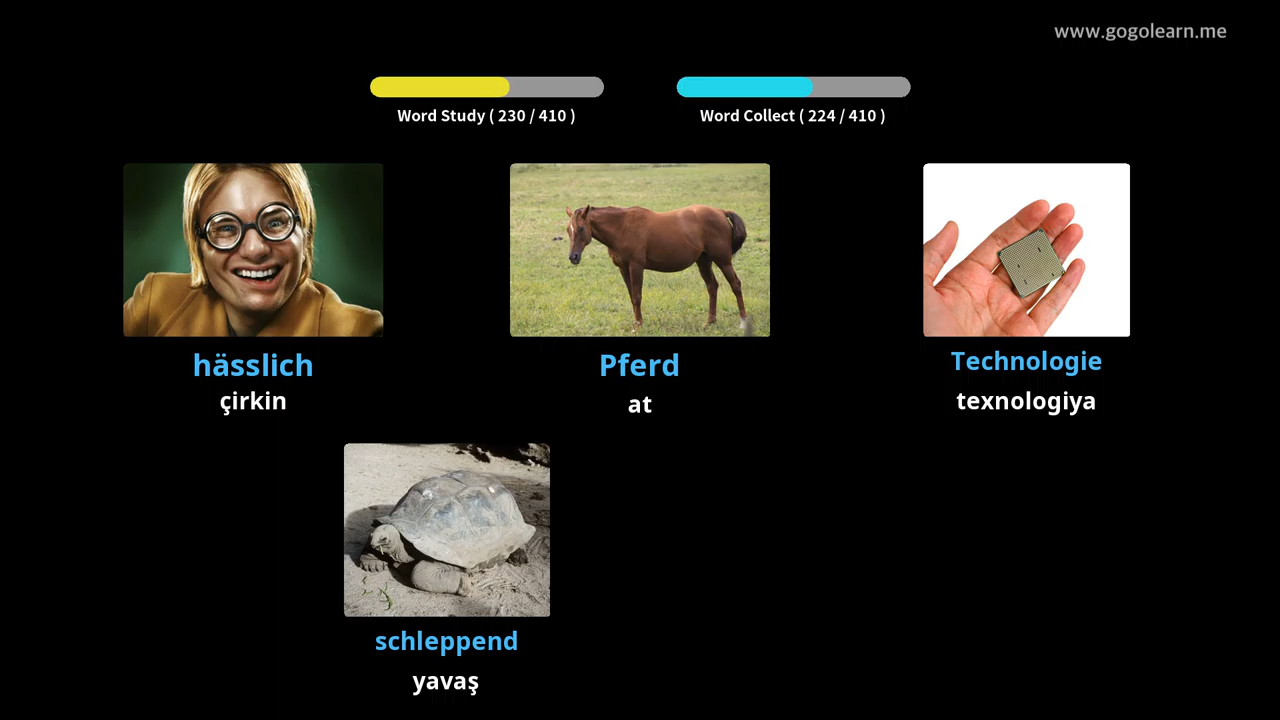 www.gogolearn.me
Word Study ( 230 / 410 )
Word Collect ( 224 / 410 )
hässlich
çirkin
Pferd
at
Technologie
texnologiya
schleppend
yavaş